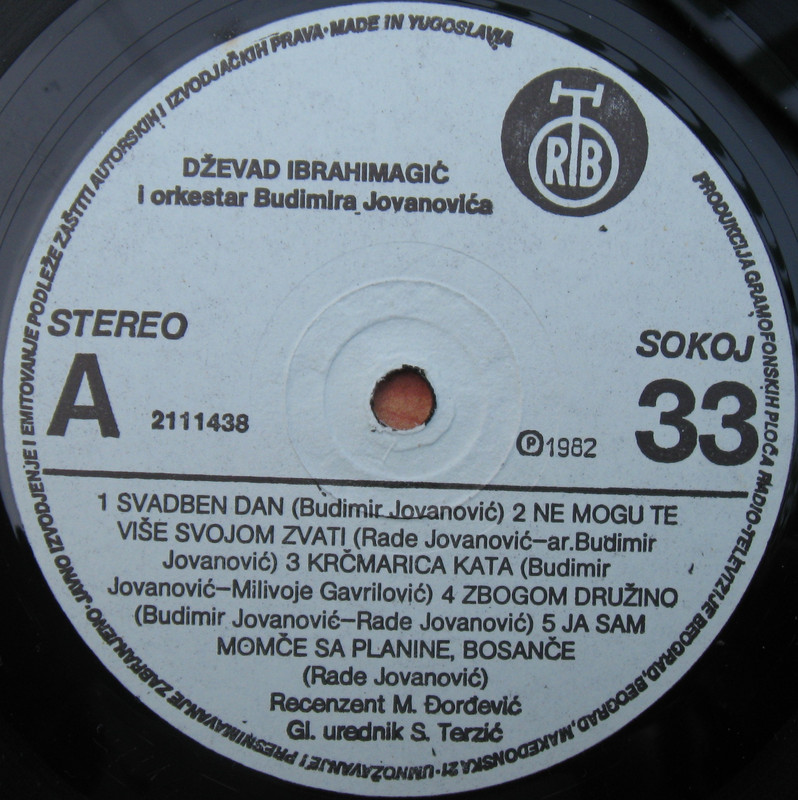 DŽEVAD IBRAHIMAGIĆ
i orkestar Budimira Jovanovića
RTB
STEREO
A
2111438
SOKOJ
33
Ⓟ1982
1 SVADBEN DAN (Budimir Jovanović) 2 NE MOGU TE
VIŠE SVOJOM ZVATI (Rade Jovanović–ar.Budimir
Jovanović) 3 KRČMARICA KATA (Budimir
Jovanović–Milivoje Gavrilović) 4 ZBOGOM DRUŽINO
(Budimir Jovanović–Rade Jovanović) 5 JA SAM
MOMČE SA PLANINE, BOSANČE
(Rade Jovanović)
Recenzent M. Đorđević
Gl. urednik S. Terzić
PRODUKCIJA GRAMOFONSKIH PLOČA RADIO-TELEVIZIJE BEOGRAD, BEOGRAD, MAKEDONSKA 21 · UMNOŽAVANJE I PRESNIMAVANJE ZABRANJENO · JAVNO IZVODJENJE I EMITOVANJE PODLEŽE ZAŠTITI AUTORSKIH I IZVODJAČKIH PRAVA · MADE IN YUGOSLAVIA